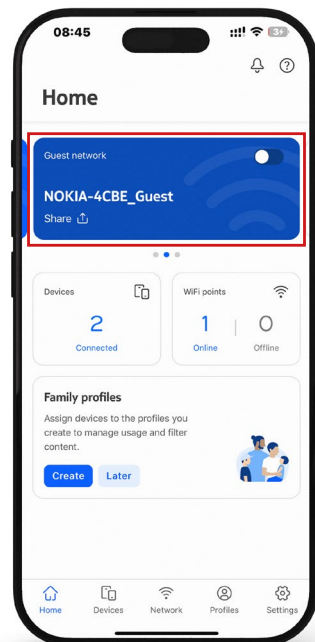 08:45
Home
Guest network
NOKIA-4CBE_Guest
Share
Devices
2
Connected
WiFi points
1
Online
0
Offline
Family profiles
Assign devices to the profiles you
create to manage usage and filter
content.
Create
Later
Home
Devices
Network
Profiles
Settings